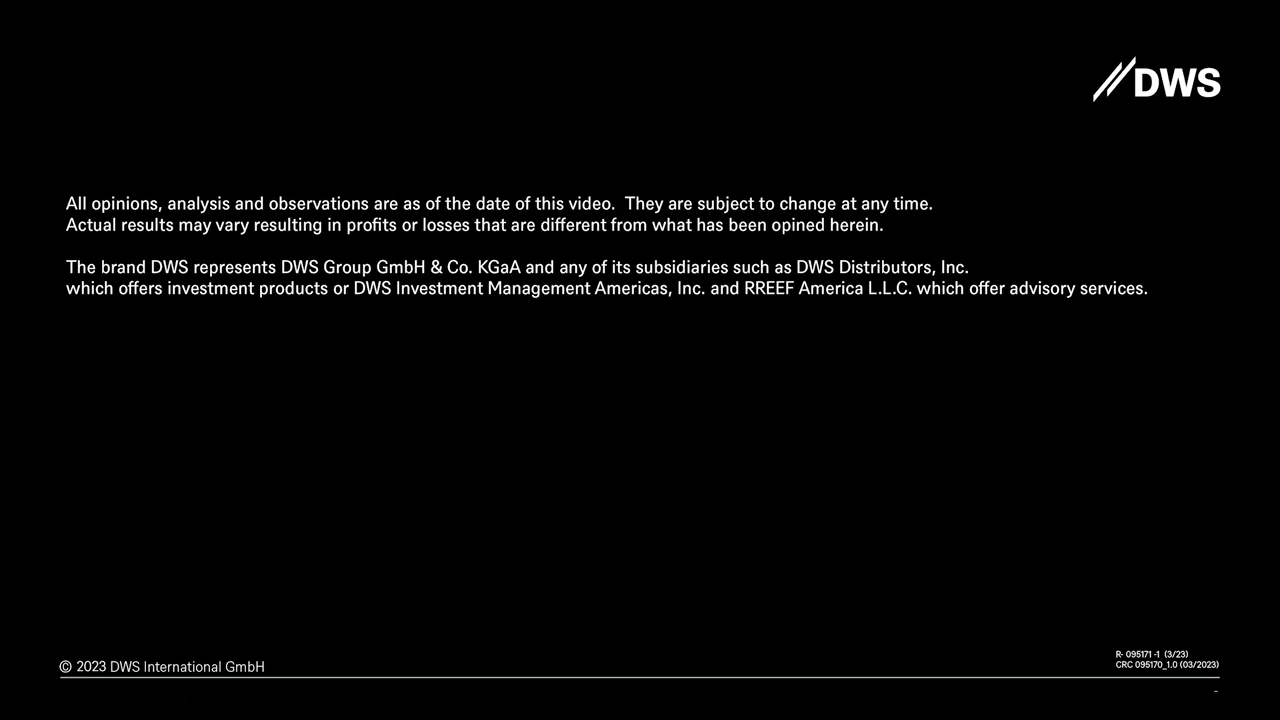 DWS
All opinions, analysis and observations are as of the date of this video. They are subject to change at any time.
Actual results may vary resulting in profits or losses that are different from what has been opined herein.
The brand DWS represents DWS Group GmbH & Co. KGaA and any of its subsidiaries such as DWS Distributors, Inc.
which offers investment products or DWS Investment Management Americas, Inc. and RREEF America L.L.C. which offer advisory services.
R- 095171 -1 (3/23)
CRC 095170_1.0 (03/2023)
© 2023 DWS International GmbH